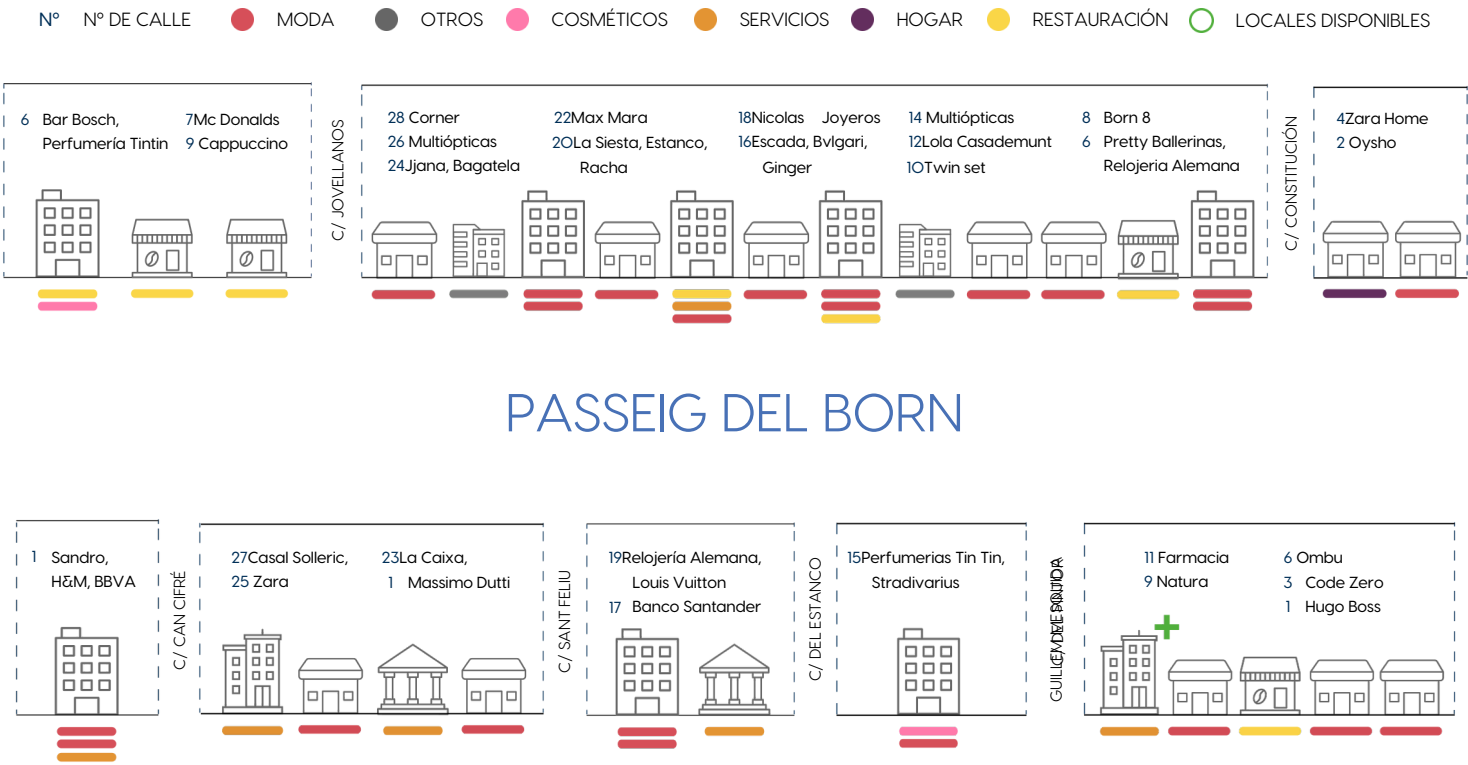 Nº Nº DE CALLE MODA OTROS COSMÉTICOS SERVICIOS HOGAR RESTAURACIÓN LOCALES DISPONIBLES
6 Bar Bosch,
Perfumería Tintin
7Mc Donalds
9 Cappuccino
C/ JOVELLANOS
28 Corner
26 Multiópticas
24Jjana, Bagatela
22Max Mara
20La Siesta, Estanco,
Racha
18Nicolas Joyeros
16Escada, Bvlgari,
Ginger
14 Multiópticas
12Lola Casademunt
10Twin set
8 Born 8
6 Pretty Ballerinas,
Relojeria Alemana
C/ CONSTITUCIÓN
4Zara Home
2 Oysho
PASSEIG DEL BORN
1 Sandro,
H&M, BBVA
C/ CAN CIFRÉ
27Casal Solleric,
25 Zara
23La Caixa,
1 Massimo Dutti
C/ SANT FELIU
19Relojería Alemana,
Louis Vuitton
17 Banco Santander
C/ DEL ESTANCO
15Perfumerias Tin Tin,
Stradivarius
11 Farmacia
9 Natura
6 Ombu
3 Code Zero
1 Hugo Boss